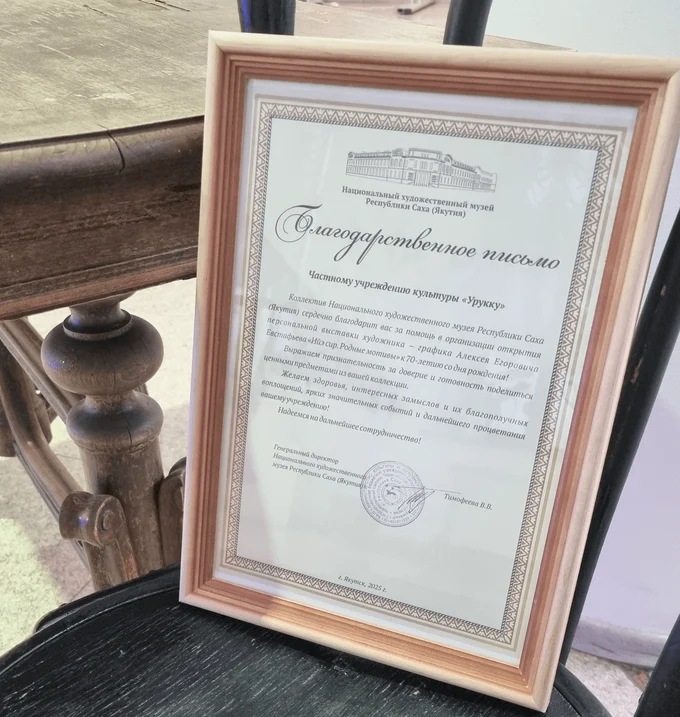 Национальный художественный музей
Республики Саха (Якутия)
Благодарственное письмо
Частному учреждению культуры «Урукку»
Коллектив Национального художественного музея Республики Саха
(Якутия) сердечно благодарит вас за помощь в организации открытия
персональной выставки художника – графика Алексея Егоровича
Евстафьева «Ийэ сир. Родные мотивы» к 70-летию со дня рождения!
Выражаем признательность за доверие и готовность поделиться
ценными предметами из вашей коллекции.
Желаем здоровья, интересных замыслов и их благополучных
воплощений, ярких значительных событий и дальнейшего процветания
вашему учреждению!
Надеемся на дальнейшее сотрудничество!
Генеральный директор
Национального художественного
музея Республики Саха (Якутия)
Тимофеева В.В.
г. Якутск, 2025 г.